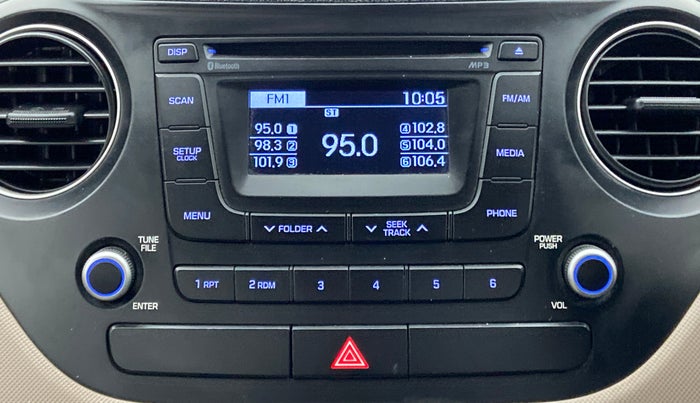 DISP
Bluetooth
MP3
SCAN
FM1 10:05
FM/AM
ST
95.0 1 4 102.8
98.3 2 95.0 5 104.0
101.9 3 6 106.4
SETUP
CLOCK
MEDIA
MENU
FOLDER
SEEK
TRACK
PHONE
TUNE
FILE
POWER
PUSH
1 RPT 2 RDM 3 4 5 6
ENTER
VOL